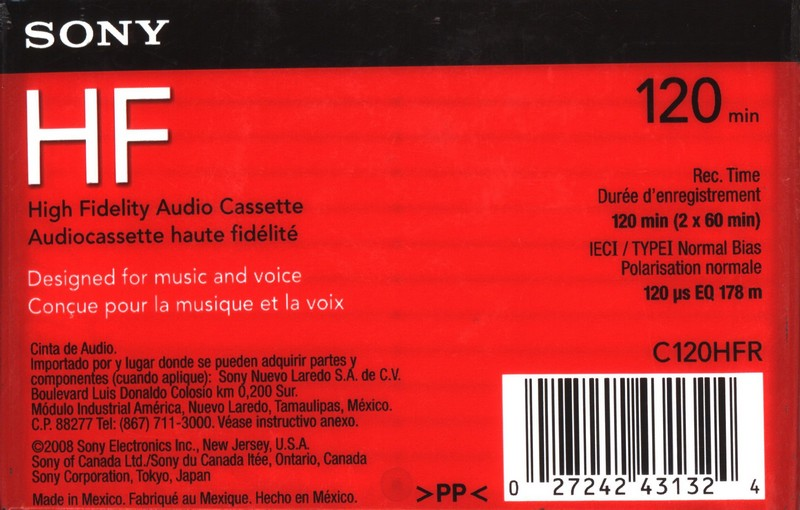 SONY
HF
120 min
High Fidelity Audio Cassette
Audiocassette haute fidélité
Designed for music and voice
Conçue pour la musique et la voix
Rec. Time
Durée d'enregistrement
120 min (2 x 60 min)
IECI / TYPEI Normal Bias
Polarisation normale
120 µs EQ 178 m
C120HFR
Cinta de Audio.
Importado por y lugar donde se pueden adquirir partes y
componentes (cuando aplique): Sony Nuevo Laredo S.A. de C.V.
Boulevard Luis Donaldo Colosio km 0,200 Sur.
Módulo Industrial América, Nuevo Laredo, Tamaulipas, México.
C.P. 88277 Tel: (867) 711-3000. Véase instructivo anexo.
©2008 Sony Electronics Inc., New Jersey, U.S.A.
Sony of Canada Ltd./Sony du Canada ltée, Ontario, Canada
Sony Corporation, Tokyo, Japan
Made in Mexico. Fabriqué au Mexique. Hecho en México.
>PP<
0 27242 43132 4